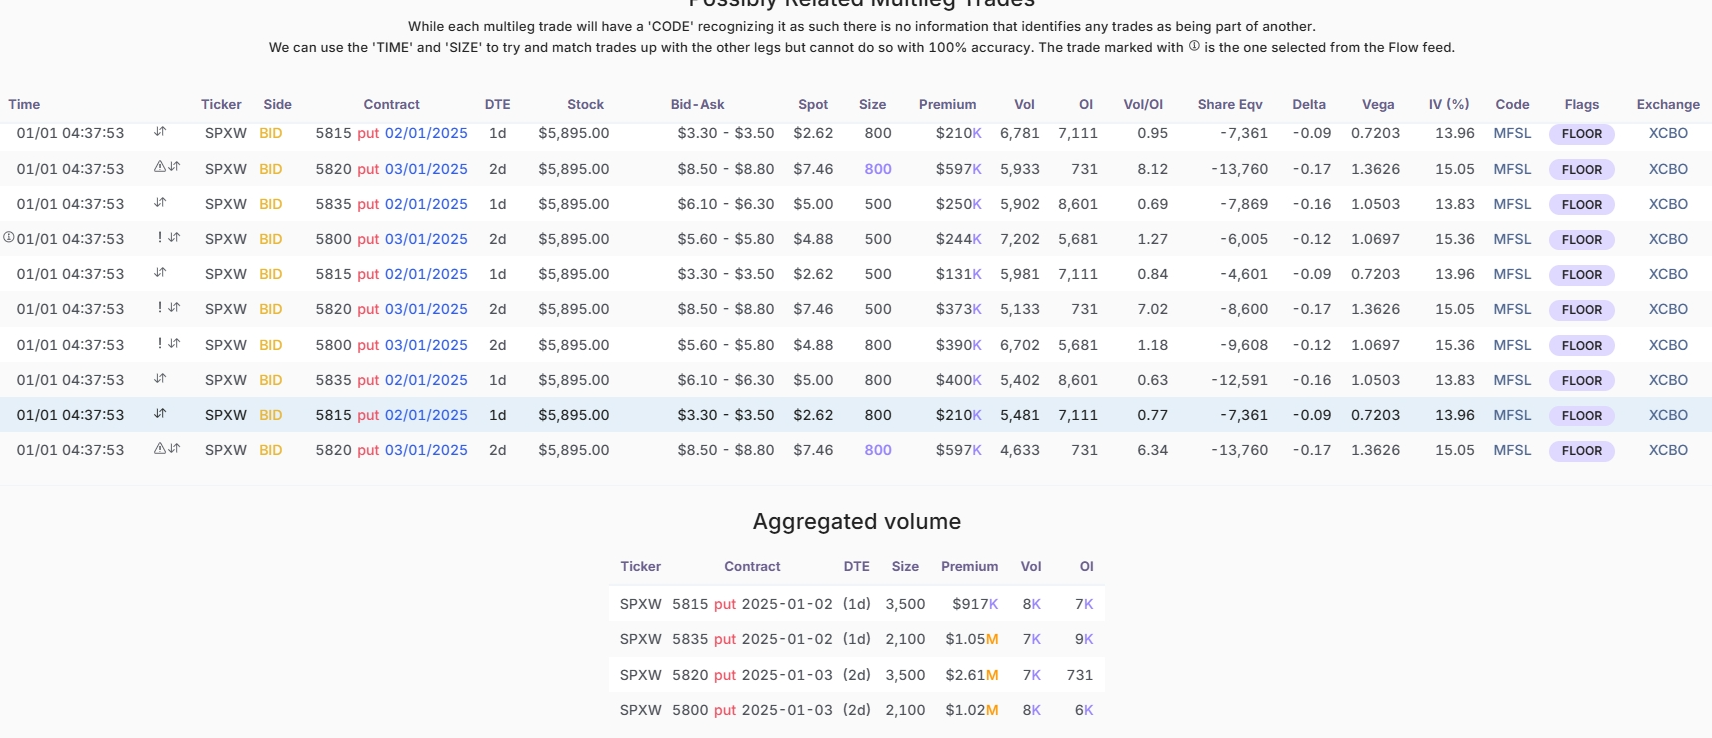 Possibly Related Multileg Trades
While each multileg trade will have a 'CODE' recognizing it as such there is no information that identifies any trades as being part of another.
We can use the 'TIME' and 'SIZE' to try and match trades up with the other legs but cannot do so with 100% accuracy. The trade marked with ⓘ is the one selected from the Flow feed.
Time Ticker Side Contract DTE Stock Bid-Ask Spot Size Premium Vol OI Vol/OI Share Eqv Delta Vega IV (%) Code Flags Exchange
01/01 04:37:53 SPXW BID 5815 put 02/01/2025 1d $5,895.00 $3.30 - $3.50 $2.62 800 $210K 6,781 7,111 0.95 -7,361 -0.09 0.7203 13.96 MFSL FLOOR XCBO
01/01 04:37:53 SPXW BID 5820 put 03/01/2025 2d $5,895.00 $8.50 - $8.80 $7.46 800 $597K 5,933 731 8.12 -13,760 -0.17 1.3626 15.05 MFSL FLOOR XCBO
01/01 04:37:53 SPXW BID 5835 put 02/01/2025 1d $5,895.00 $6.10 - $6.30 $5.00 500 $250K 5,902 8,601 0.69 -7,869 -0.16 1.0503 13.83 MFSL FLOOR XCBO
01/01 04:37:53 ! SPXW BID 5800 put 03/01/2025 2d $5,895.00 $5.60 - $5.80 $4.88 500 $244K 7,202 5,681 1.27 -6,005 -0.12 1.0697 15.36 MFSL FLOOR XCBO
01/01 04:37:53 SPXW BID 5815 put 02/01/2025 1d $5,895.00 $3.30 - $3.50 $2.62 500 $131K 5,981 7,111 0.84 -4,601 -0.09 0.7203 13.96 MFSL FLOOR XCBO
01/01 04:37:53 ! SPXW BID 5820 put 03/01/2025 2d $5,895.00 $8.50 - $8.80 $7.46 500 $373K 5,133 731 7.02 -8,600 -0.17 1.3626 15.05 MFSL FLOOR XCBO
01/01 04:37:53 ! SPXW BID 5800 put 03/01/2025 2d $5,895.00 $5.60 - $5.80 $4.88 800 $390K 6,702 5,681 1.18 -9,608 -0.12 1.0697 15.36 MFSL FLOOR XCBO
01/01 04:37:53 SPXW BID 5835 put 02/01/2025 1d $5,895.00 $6.10 - $6.30 $5.00 800 $400K 5,402 8,601 0.63 -12,591 -0.16 1.0503 13.83 MFSL FLOOR XCBO
01/01 04:37:53 SPXW BID 5815 put 02/01/2025 1d $5,895.00 $3.30 - $3.50 $2.62 800 $210K 5,481 7,111 0.77 -7,361 -0.09 0.7203 13.96 MFSL FLOOR XCBO
01/01 04:37:53 SPXW BID 5820 put 03/01/2025 2d $5,895.00 $8.50 - $8.80 $7.46 800 $597K 4,633 731 6.34 -13,760 -0.17 1.3626 15.05 MFSL FLOOR XCBO
Aggregated volume
Ticker Contract DTE Size Premium Vol OI
SPXW 5815 put 2025-01-02 (1d) 3,500 $917K 8K 7K
SPXW 5835 put 2025-01-02 (1d) 2,100 $1.05M 7K 9K
SPXW 5820 put 2025-01-03 (2d) 3,500 $2.61M 7K 731
SPXW 5800 put 2025-01-03 (2d) 2,100 $1.02M 8K 6K